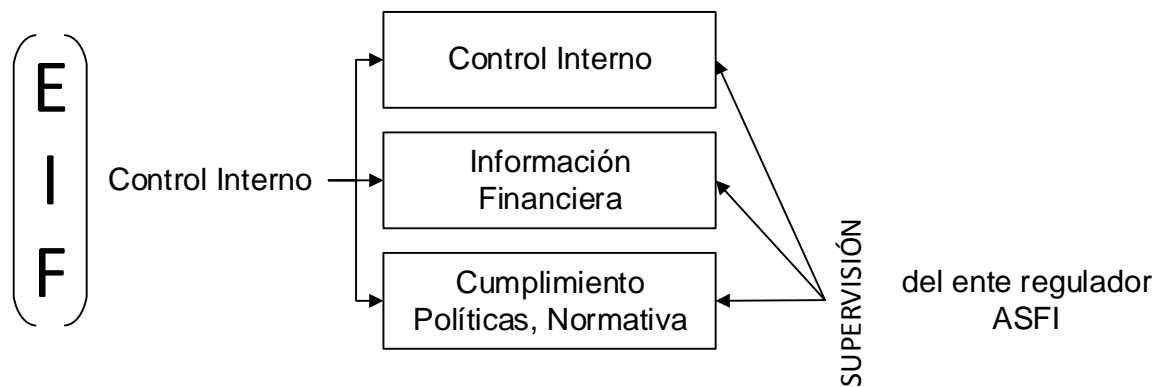 E
I
F
Control Interno
Control Interno
Información
Financiera
Cumplimiento
Políticas, Normativa
SUPERVISIÓN
del ente regulador
ASFI